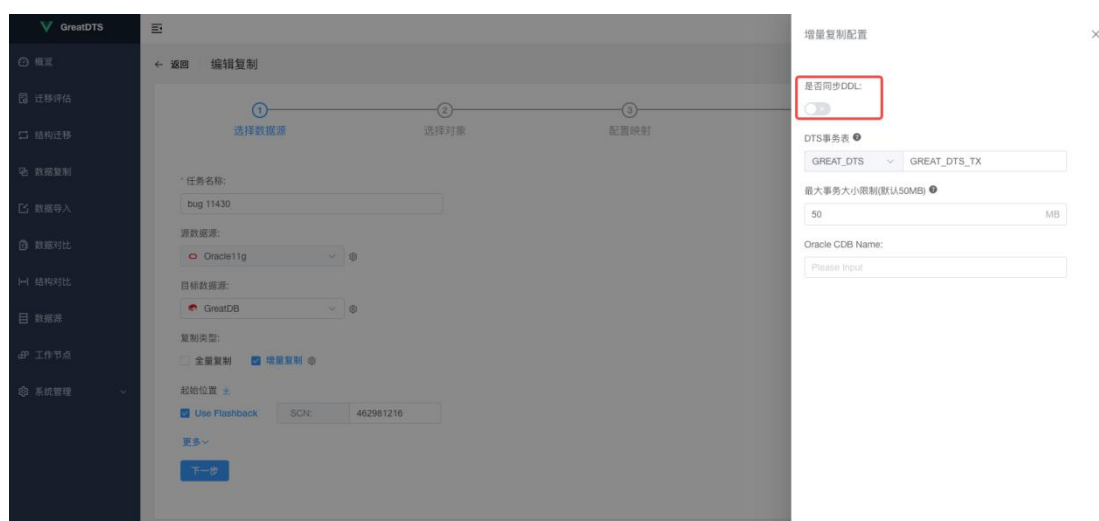 GreatDTS
概览
迁移评估
结构迁移
数据复制
数据导入
数据对比
结构对比
数据源
工作节点
系统管理
← 返回 编辑复制
1 2 3
选择数据源 选择对象 配置映射
* 任务名称:
bug 11430
源数据源:
Oracle11g
目标数据源:
GreatDB
复制类型:
全量复制 增量复制
起始位置
Use Flashback SCN: 462981216
更多
下一步
增量复制配置
是否同步DDL:
DTS事务表
GREAT_DTS GREAT_DTS_TX
最大事务大小限制(默认50MB)
50 MB
Oracle CDB Name:
Please Input